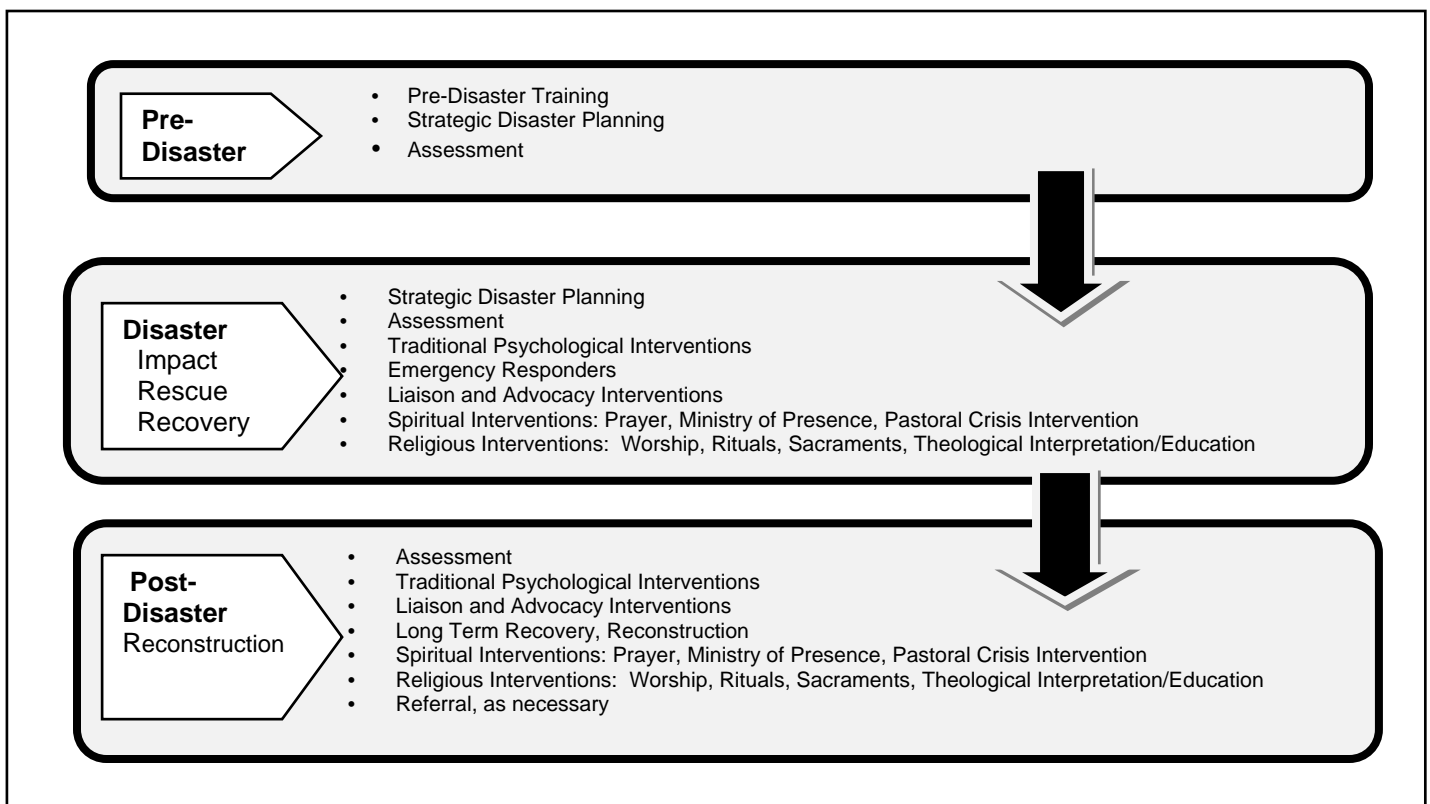 Pre-
Disaster
• Pre-Disaster Training
• Strategic Disaster Planning
• Assessment
Disaster
Impact
Rescue
Recovery
• Strategic Disaster Planning
• Assessment
• Traditional Psychological Interventions
• Emergency Responders
• Liaison and Advocacy Interventions
• Spiritual Interventions: Prayer, Ministry of Presence, Pastoral Crisis Intervention
• Religious Interventions:  Worship, Rituals, Sacraments, Theological Interpretation/Education
Post-
Disaster
Reconstruction
• Assessment
• Traditional Psychological Interventions
• Liaison and Advocacy Interventions
• Long Term Recovery, Reconstruction
• Spiritual Interventions: Prayer, Ministry of Presence, Pastoral Crisis Intervention
• Religious Interventions:  Worship, Rituals, Sacraments, Theological Interpretation/Education
• Referral, as necessary